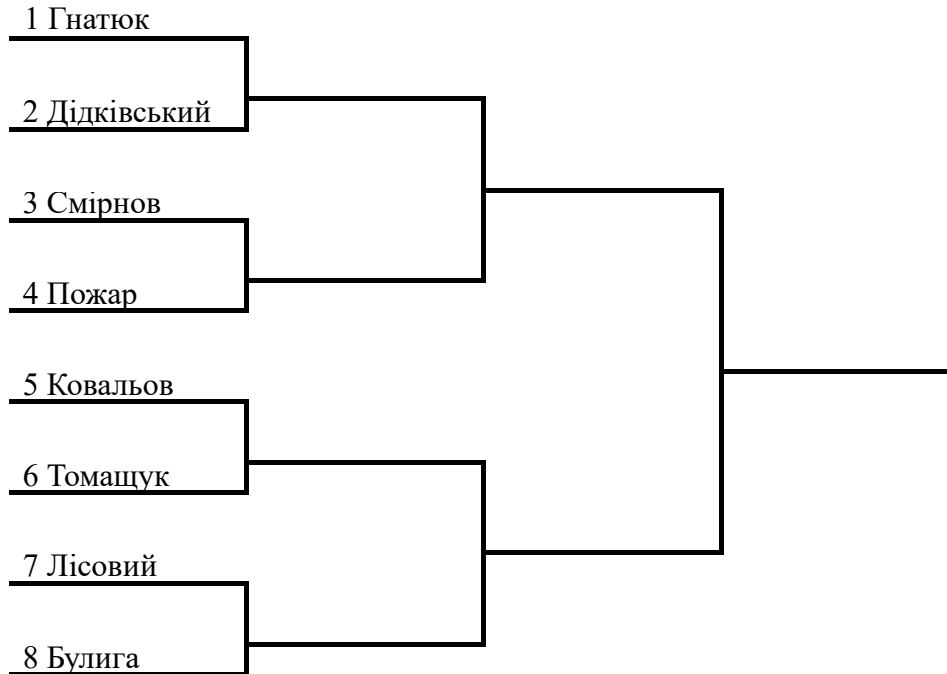 1 Гнатюк
2 Дідківський
3 Смірнов
4 Пожар
5 Ковальов
6 Томащук
7 Лісовий
8 Булига